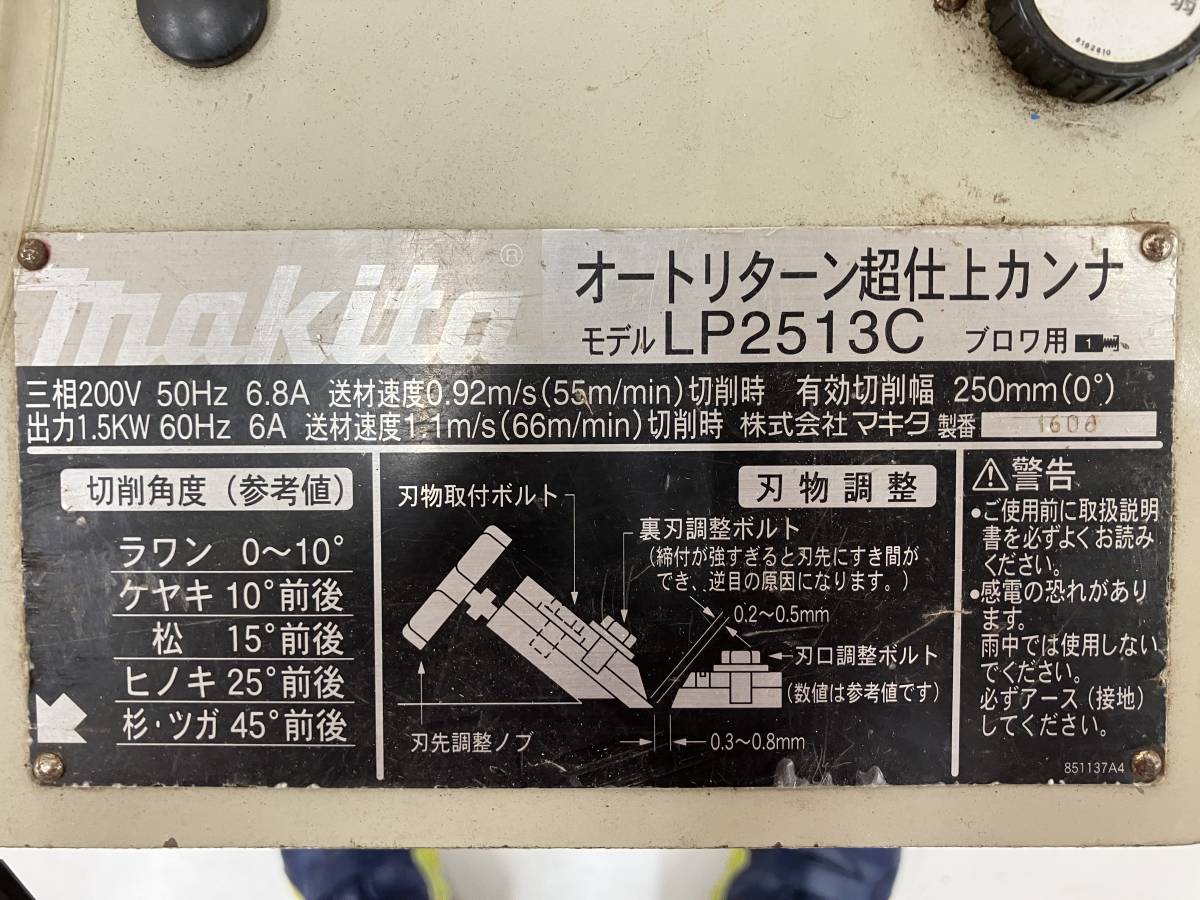 弱
8192610
makita®
オートリターン超仕上カンナ
モデル LP2513C ブロワ用 1
三相200V 50Hz 6.8A 送材速度0.92m/s(55m/min)切削時 有効切削幅 250mm(0°)
出力1.5KW 60Hz 6A 送材速度1.1m/s(66m/min)切削時 株式会社マキタ 製番 1608
切削角度（参考値）
ラワン 0〜10°
ケヤキ 10°前後
松 15°前後
ヒノキ 25°前後
杉・ツガ 45°前後
刃物調整
刃物取付ボルト
裏刃調整ボルト
(締付が強すぎると刃先にすき間が
でき、逆目の原因になります。)
0.2〜0.5mm
刃口調整ボルト
(数値は参考値です)
刃先調整ノブ
0.3〜0.8mm
⚠警告
●ご使用前に取扱説明
書を必ずよくお読み
ください。
●感電の恐れがあり
ます。
雨中では使用しない
でください。
必ずアース（接地）
してください。
851137A4